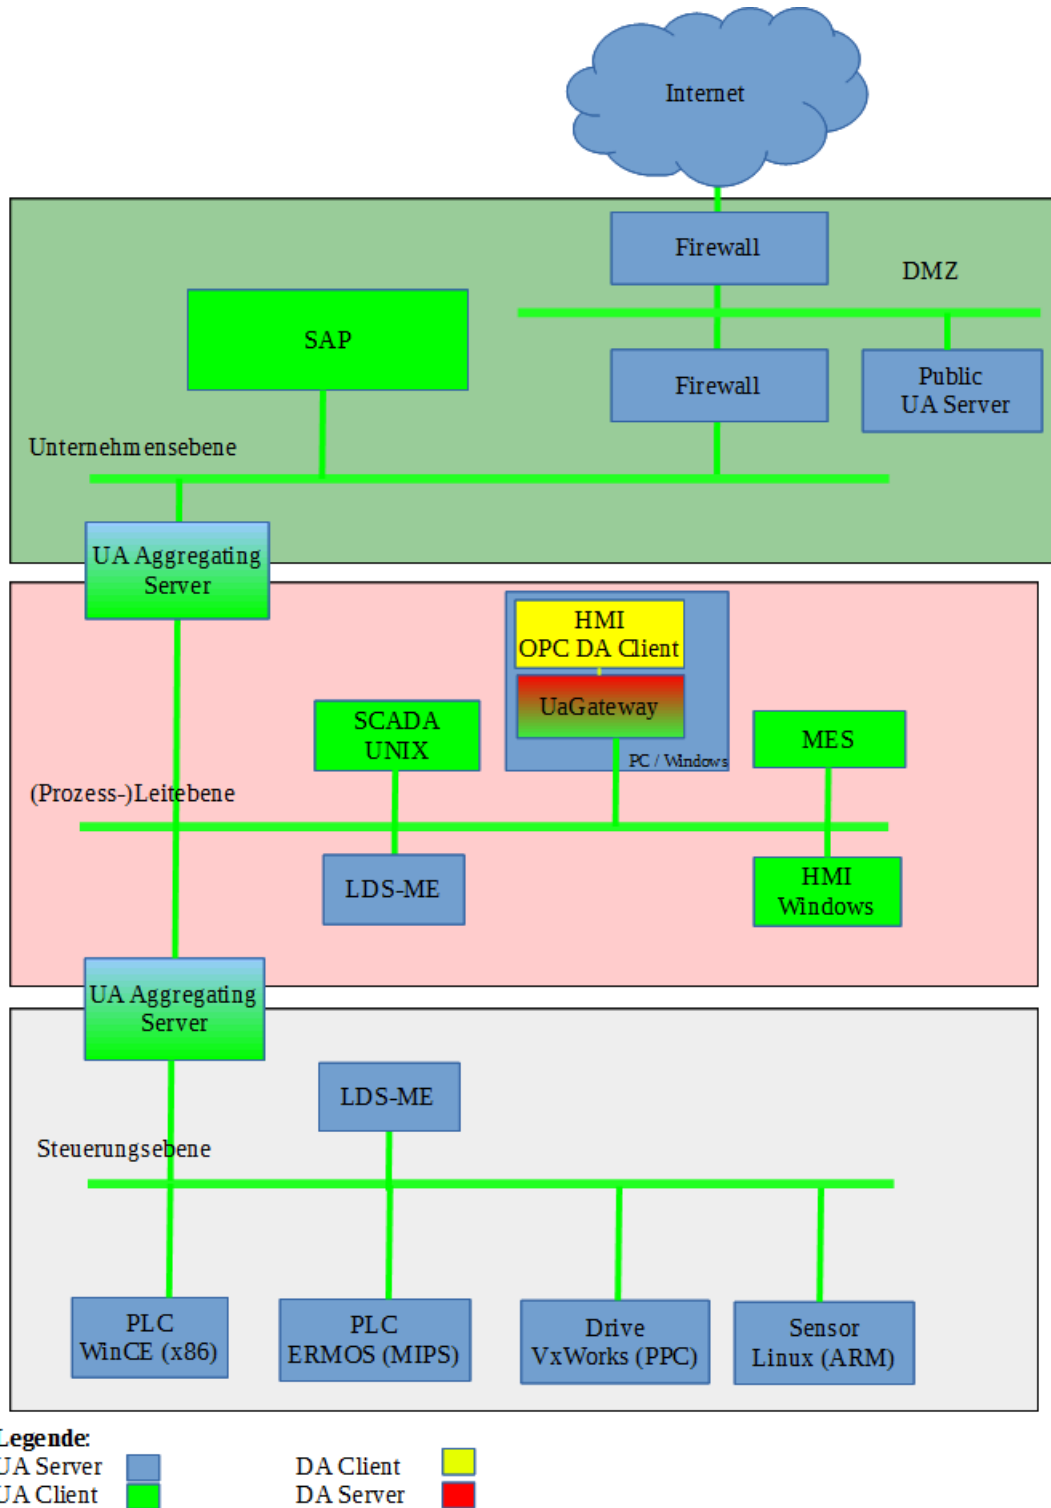 Internet
Firewall
DMZ
SAP
Firewall
Public
UA Server
Unternehmensebene
UA Aggregating
Server
HMI
OPC DA Client
UaGateway
PC / Windows
SCADA
UNIX
MES
(Prozess-)Leitebene
LDS-ME
HMI
Windows
UA Aggregating
Server
LDS-ME
Steuerungsebene
PLC
WinCE (x86)
PLC
ERMOS (MIPS)
Drive
VxWorks (PPC)
Sensor
Linux (ARM)
Legende:
UA Server
DA Client
UA Client
DA Server